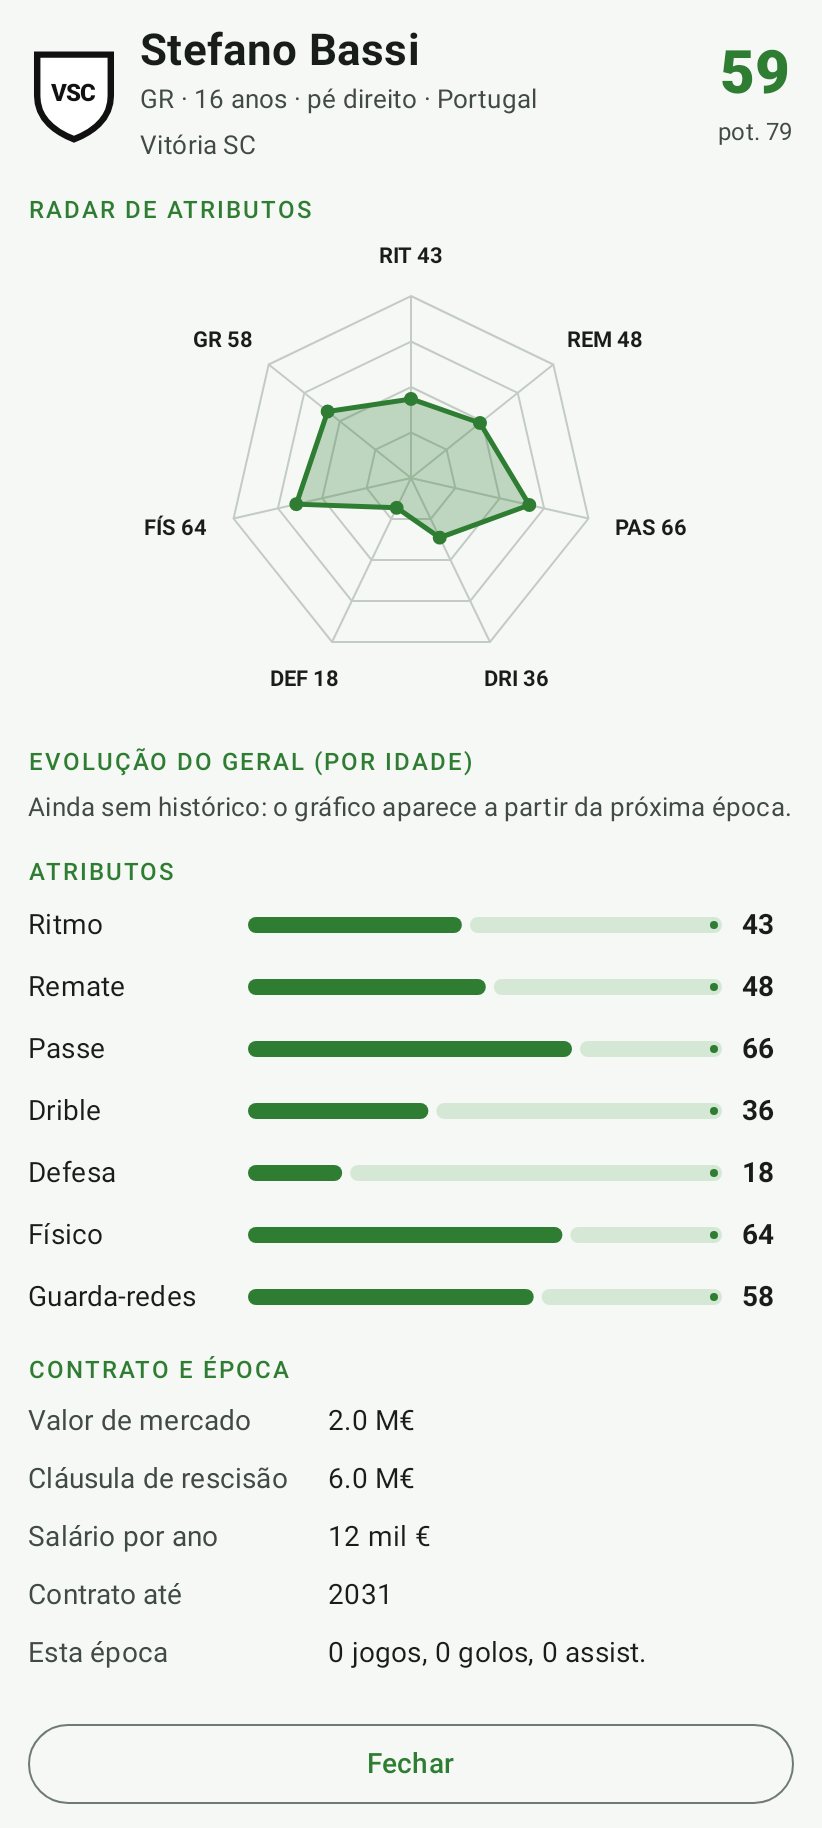 VSC
Stefano Bassi
GR · 16 anos · pé direito · Portugal
Vitória SC
59
pot. 79
RADAR DE ATRIBUTOS
RIT 43
GR 58
REM 48
FÍS 64
PAS 66
DEF 18
DRI 36
EVOLUÇÃO DO GERAL (POR IDADE)
Ainda sem histórico: o gráfico aparece a partir da próxima época.
ATRIBUTOS
Ritmo 43
Remate 48
Passe 66
Drible 36
Defesa 18
Físico 64
Guarda-redes 58
CONTRATO E ÉPOCA
Valor de mercado 2.0 M€
Cláusula de rescisão 6.0 M€
Salário por ano 12 mil €
Contrato até 2031
Esta época 0 jogos, 0 golos, 0 assist.
Fechar